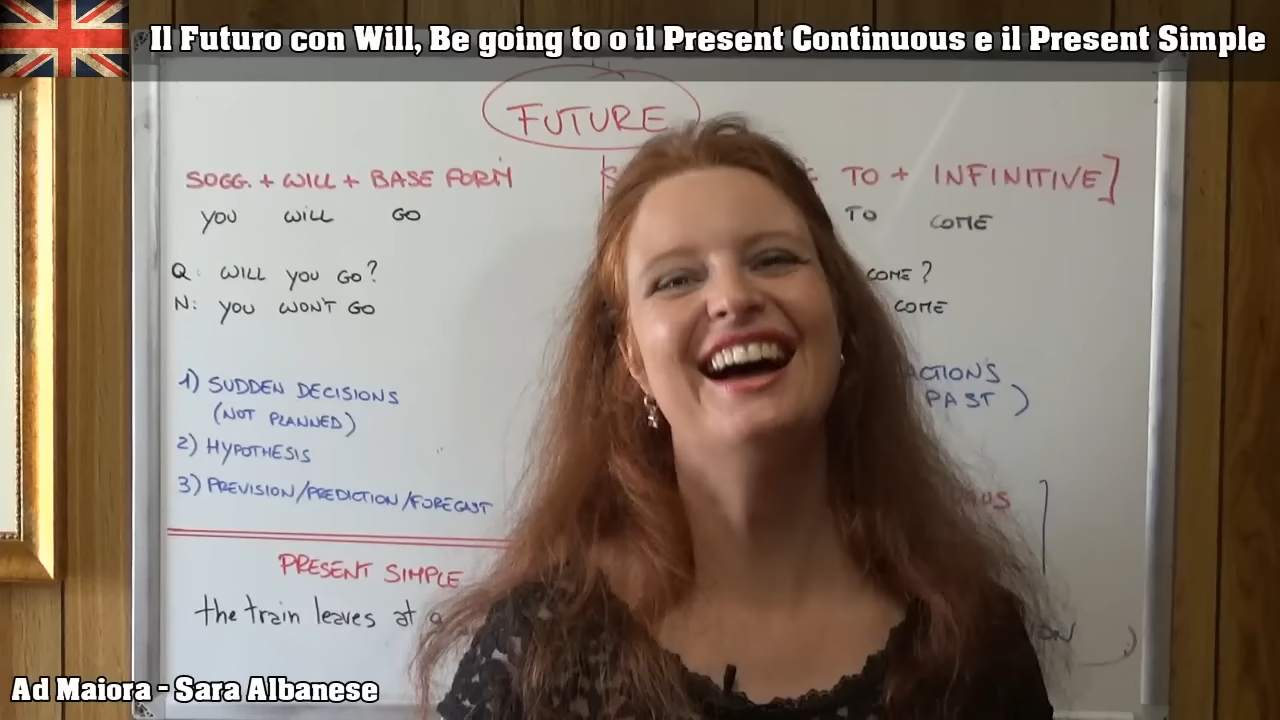 Il Futuro con Will, Be going to o il Present Continuous e il Present Simple
FUTURE
SOGG. + WILL + BASE FORM
TO + INFINITIVE]
YOU WILL GO
TO COME
Q: WILL YOU GO?
COME?
N: YOU WON'T GO
COME
1) SUDDEN DECISIONS
(NOT PLANNED)
ACTIONS
PAST)
2) HYPOTHESIS
3) PREVISION/PREDICTION/FORECAST
PRESENT SIMPLE
the train leaves at
Ad Maiora - Sara Albanese